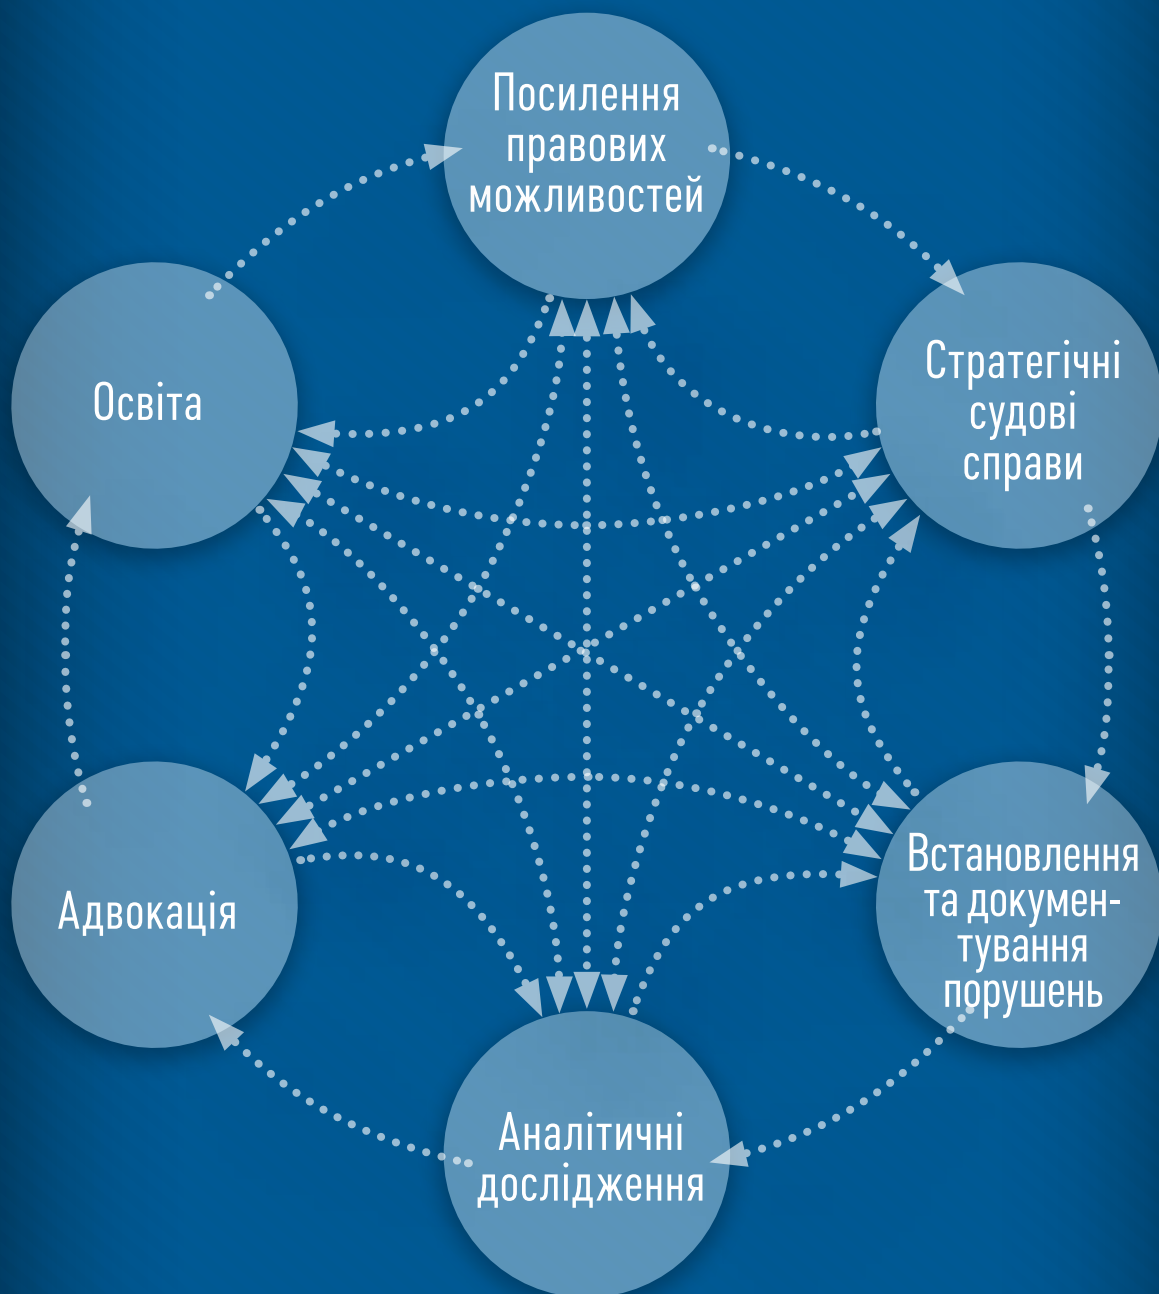 Посилення
правових
можливостей
Освіта
Стратегічні
судові
справи
Адвокація
Встановлення
та докумен-
тування
порушень
Аналітичні
дослідження